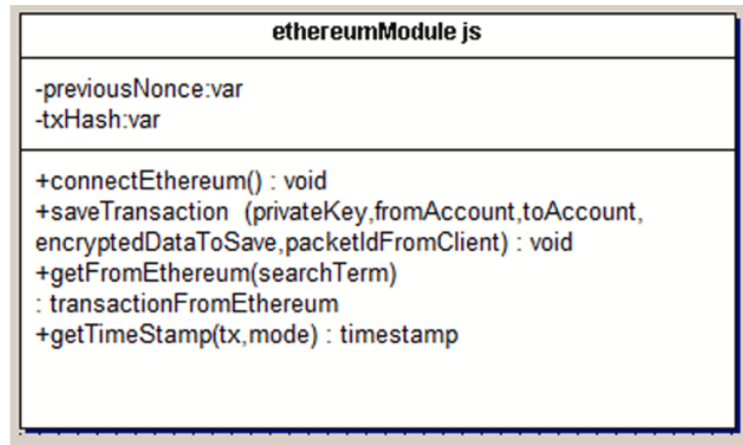 ethereumModule js
-previousNonce:var
-txHash:var
+connectEthereum() : void
+saveTransaction (privateKey,fromAccount,toAccount,
encryptedDataToSave,packetIdFromClient) : void
+getFromEthereum(searchTerm)
: transactionFromEthereum
+getTimeStamp(tx,mode) : timestamp